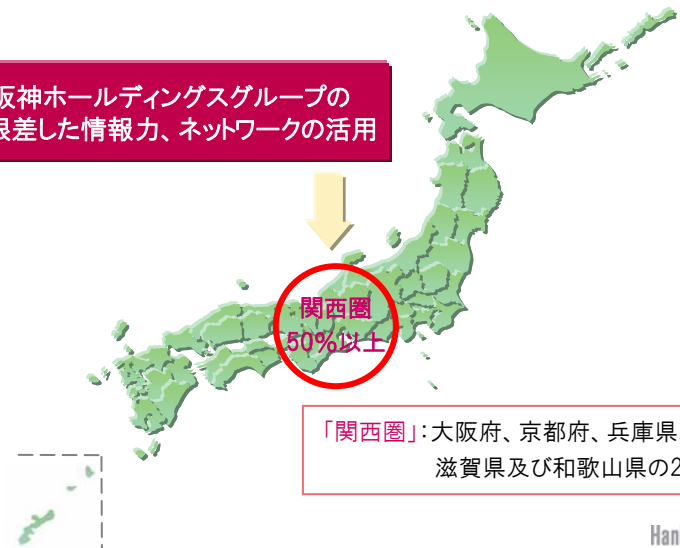 阪神ホールディングスグループの
差した情報力、ネットワークの活用
関西圏
50%以上
「関西圏」:大阪府、京都府、兵庫県
滋賀県及び和歌山県の2
Han